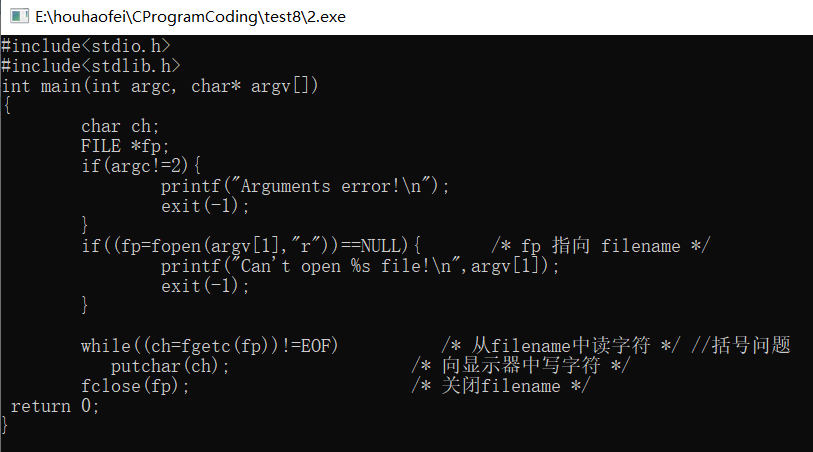 E:\houhaofei\CProgramCoding\test8\2.exe
#include<stdio.h>
#include<stdlib.h>
int main(int argc, char* argv[])
{
char ch;
FILE *fp;
if(argc!=2){
printf("Arguments error!\n");
exit(-1);
}
if((fp=fopen(argv[1],"r"))==NULL){ /* fp 指向 filename */
printf("Can't open %s file!\n",argv[1]);
exit(-1);
}
while((ch=fgetc(fp))!=EOF) /* 从filename中读字符 */ //括号问题
putchar(ch); /* 向显示器中写字符 */
fclose(fp); /* 关闭filename */
return 0;
}